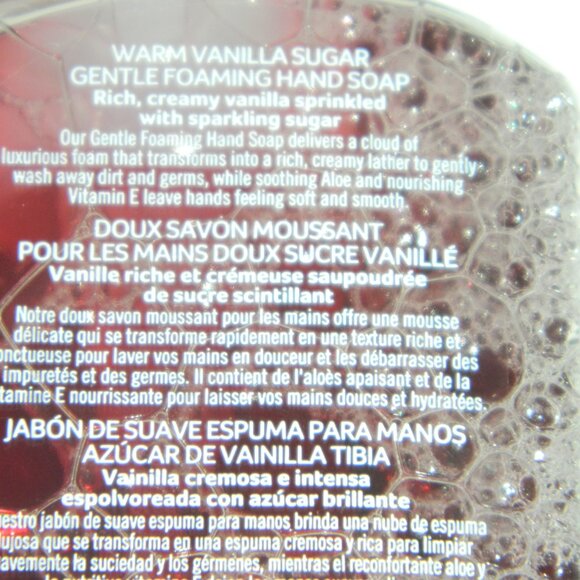 WARM VANILLA SUGAR
GENTLE FOAMING HAND SOAP
Rich, creamy vanilla sprinkled
with sparkling sugar
Our Gentle Foaming Hand Soap delivers a cloud of
luxurious foam that transforms into a rich, creamy lather to gently
wash away dirt and germs, while soothing Aloe and nourishing
Vitamin E leave hands feeling soft and smooth.
DOUX SAVON MOUSSANT
POUR LES MAINS DOUX SUCRE VANILLÉ
Vanille riche et crémeuse saupoudrée
de sucre scintillant
Notre doux savon moussant pour les mains offre une mousse
délicate qui se transforme rapidement en une texture riche et
onctueuse pour laver vos mains en douceur et les débarrasser des
impuretés et des germes. Il contient de l'aloès apaisant et de la
tamine E nourrissante pour laisser vos mains douces et hydratées.
JABÓN DE SUAVE ESPUMA PARA MANOS
AZÚCAR DE VAINILLA TIBIA
Vainilla cremosa e intensa
espolvoreada con azúcar brillante
uestro jabón de suave espuma para manos brinda una nube de espuma
lujosa que se transforma en una espuma cremosa y rica para limpiar
avemente la suciedad y los gérmenes, mientras el reconfortante aloe y